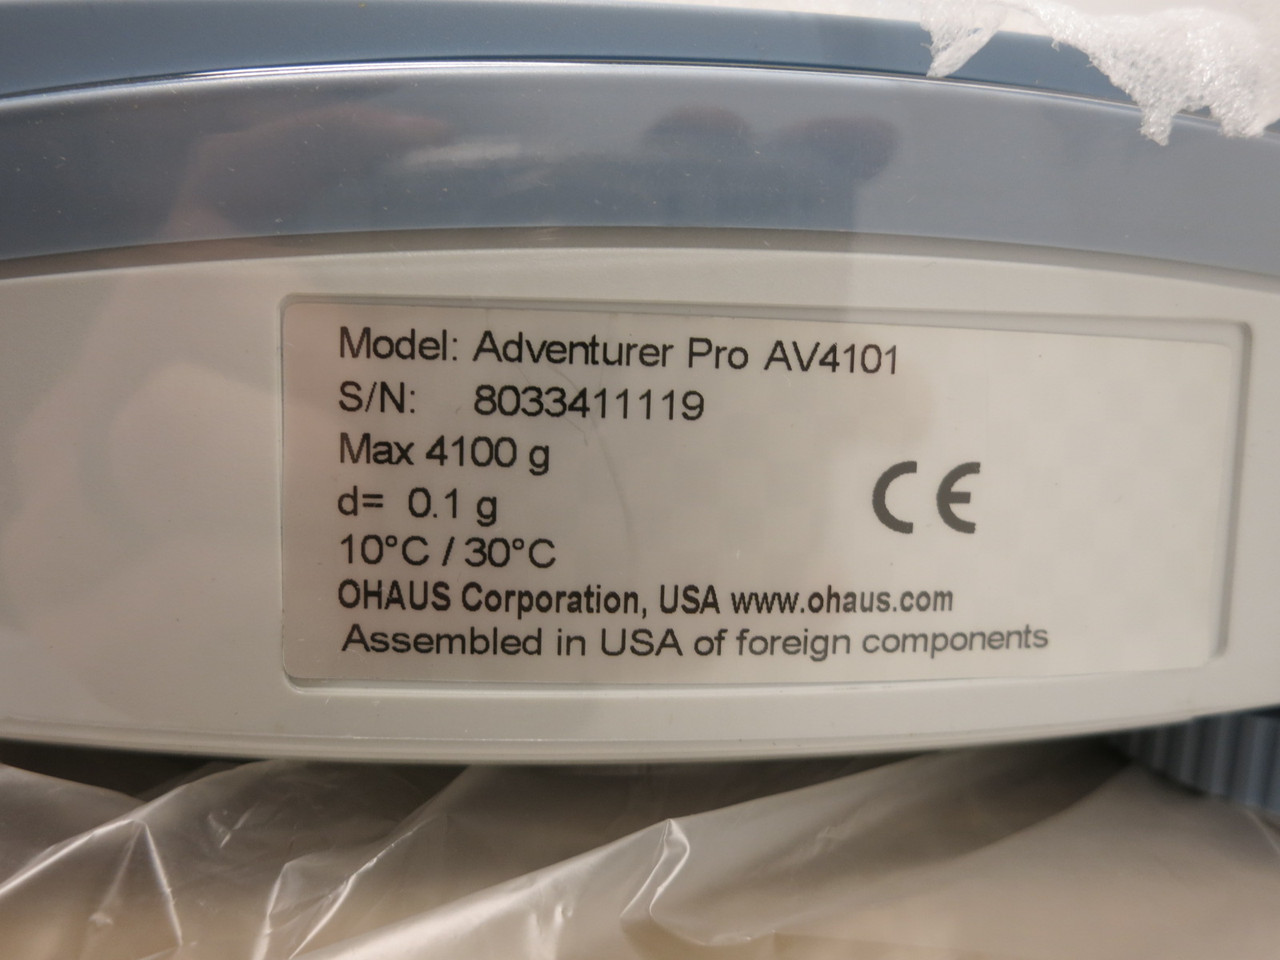 Model: Adventurer Pro AV4101
S/N: 8033411119
Max 4100 g
d= 0.1 g
10°C / 30°C
CE
OHAUS Corporation, USA www.ohaus.com
Assembled in USA of foreign components